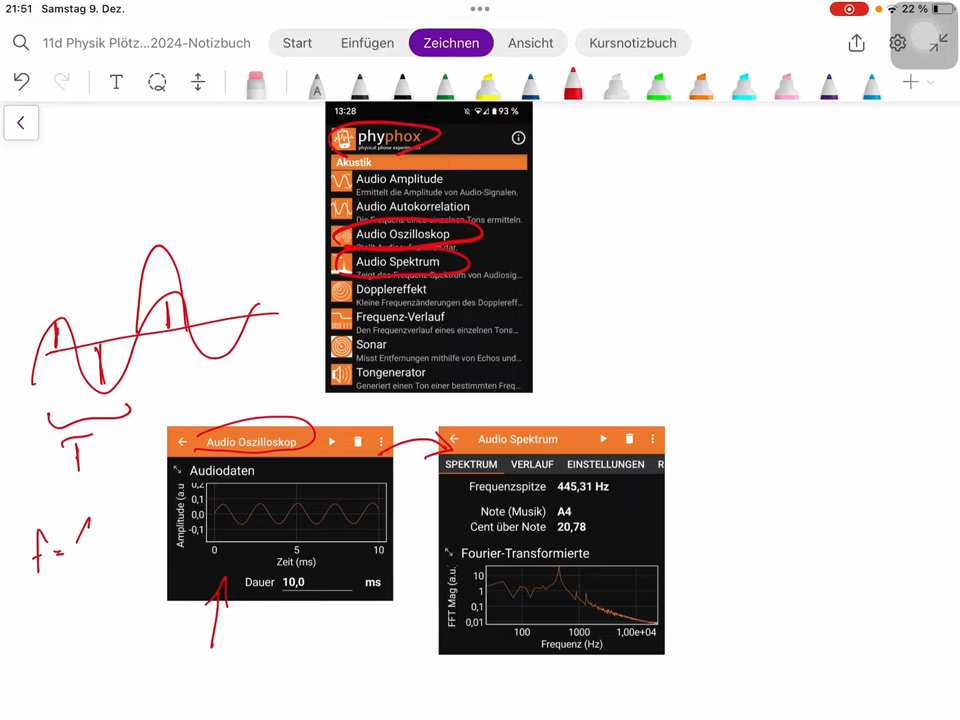 21:51 Samstag 9. Dez.
22 %
11d Physik Plötz...2024-Notizbuch
Start Einfügen Zeichnen Ansicht Kursnotizbuch
T
A
13:28
93 %
phyphox
physical phone experiments
Akustik
Audio Amplitude
Ermittelt die Amplitude von Audio-Signalen.
Audio Autokorrelation
Die Frequenz eines einzelnen Tons ermitteln.
Audio Oszilloskop
Stellt dar.
Audio Spektrum
Zeigt das Frequenz-Spektrum von Audiosig...
Dopplereffekt
Kleine Frequenzänderungen des Dopplereff...
Frequenz-Verlauf
Den Frequenzverlauf eines einzelnen Tons...
Sonar
Misst Entfernungen mithilfe von Echos und...
Tongenerator
Generiert einen Ton einer bestimmten Freq...
T
f = 1
Audio Oszilloskop
Audiodaten
Amplitude (a.u
0,2
0,1
0,0
-0,1
0 5 10
Zeit (ms)
Dauer 10,0 ms
Audio Spektrum
SPEKTRUM VERLAUF EINSTELLUNGEN R
Frequenzspitze 445,31 Hz
Note (Musik) A4
Cent über Note 20,78
Fourier-Transformierte
FFT Mag (a.u.
10
1
0,1
0,01
100 1000 1,00e+04
Frequenz (Hz)